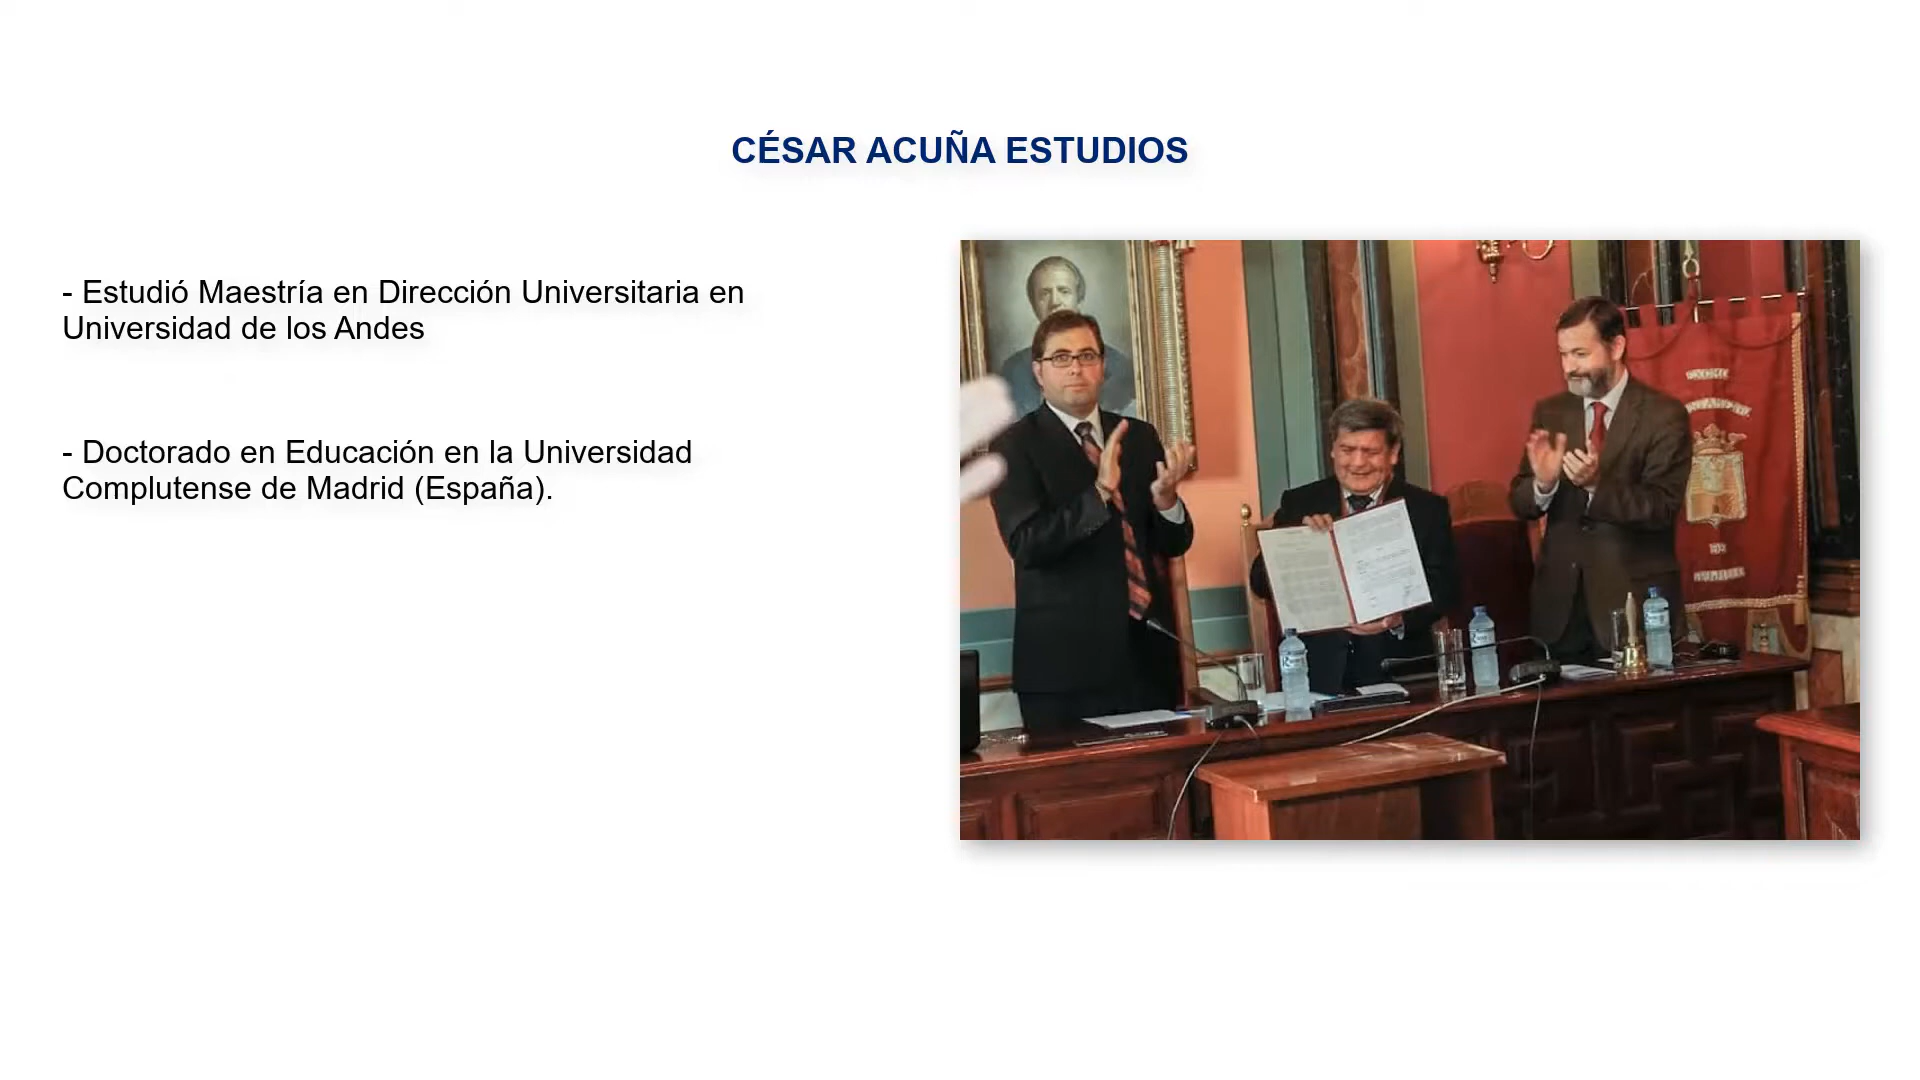 CÉSAR ACUÑA ESTUDIOS
- Estudió Maestría en Dirección Universitaria en
Universidad de los Andes
- Doctorado en Educación en la Universidad
Complutense de Madrid (España).